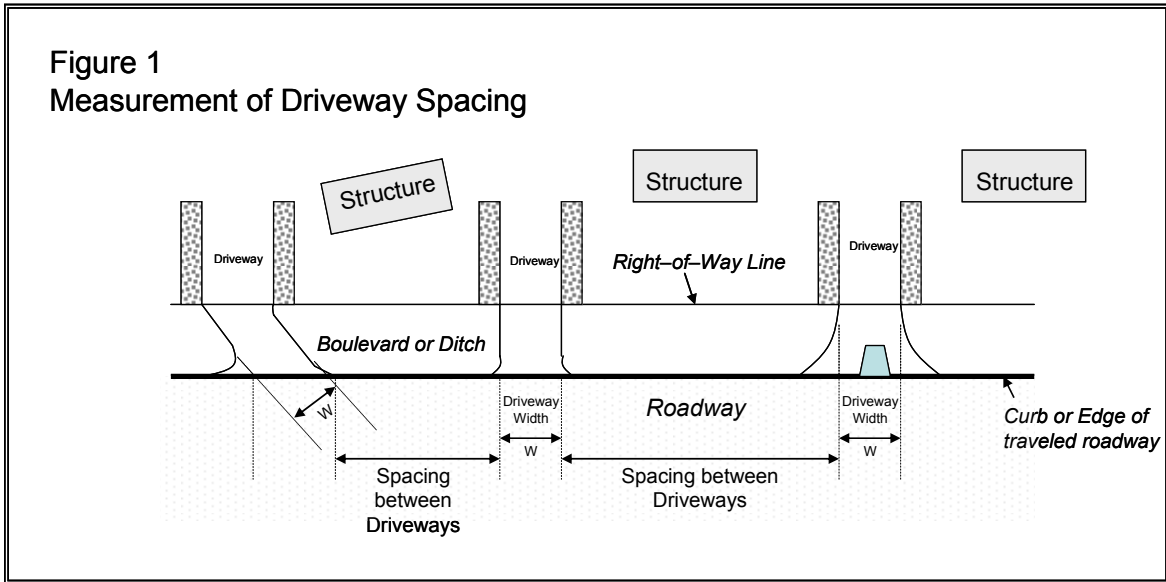 Figure 1
Measurement of Driveway Spacing
Structure
Structure
Structure
Driveway
Driveway
Driveway
Right–of–Way Line
Boulevard or Ditch
W
Driveway
Width
W
Roadway
Driveway
Width
W
Curb or Edge of
traveled roadway
Spacing
between
Driveways
Spacing between
Driveways